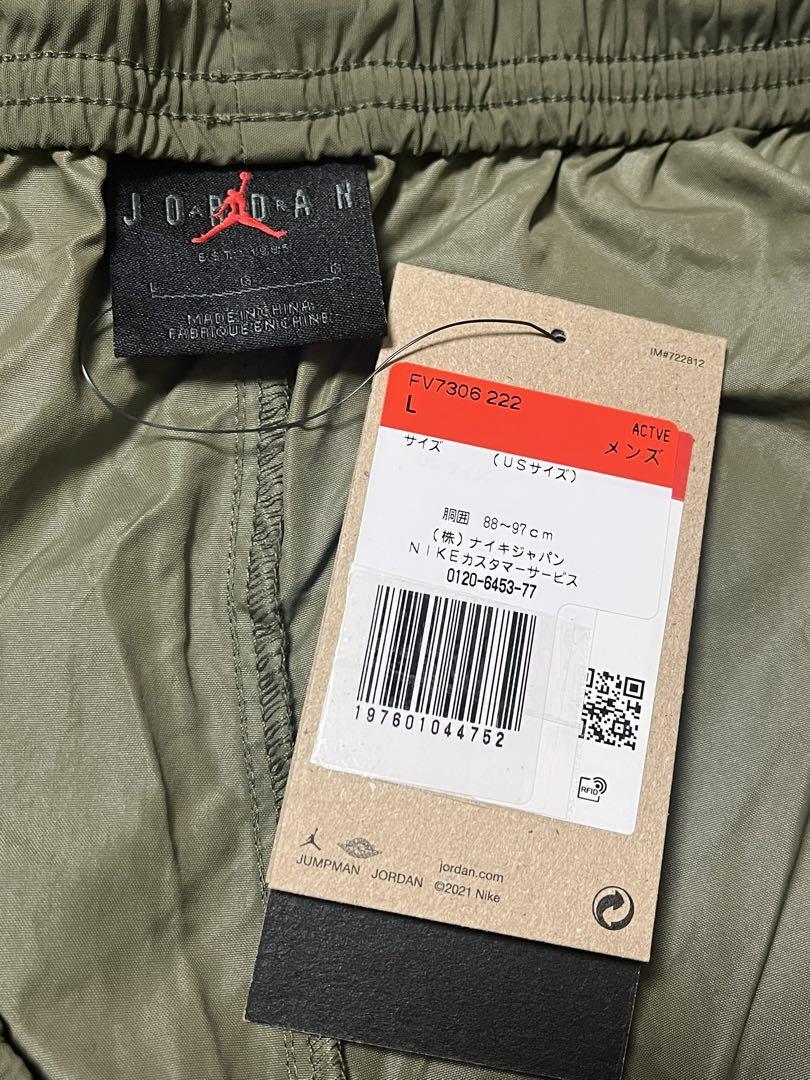 JORDAN
AIR
EST. 1985
L G G
MADE IN CHINA
FABRIQUE EN CHINE
IM#722812
FV7306 222
L
ACTVE
メンズ
サイズ (USサイズ)
胴囲 88～97cm
(株)ナイキジャパン
NIKEカスタマーサービス
0120-6453-77
197601044752
RFID
JUMPMAN JORDAN
jordan.com
©2021 Nike